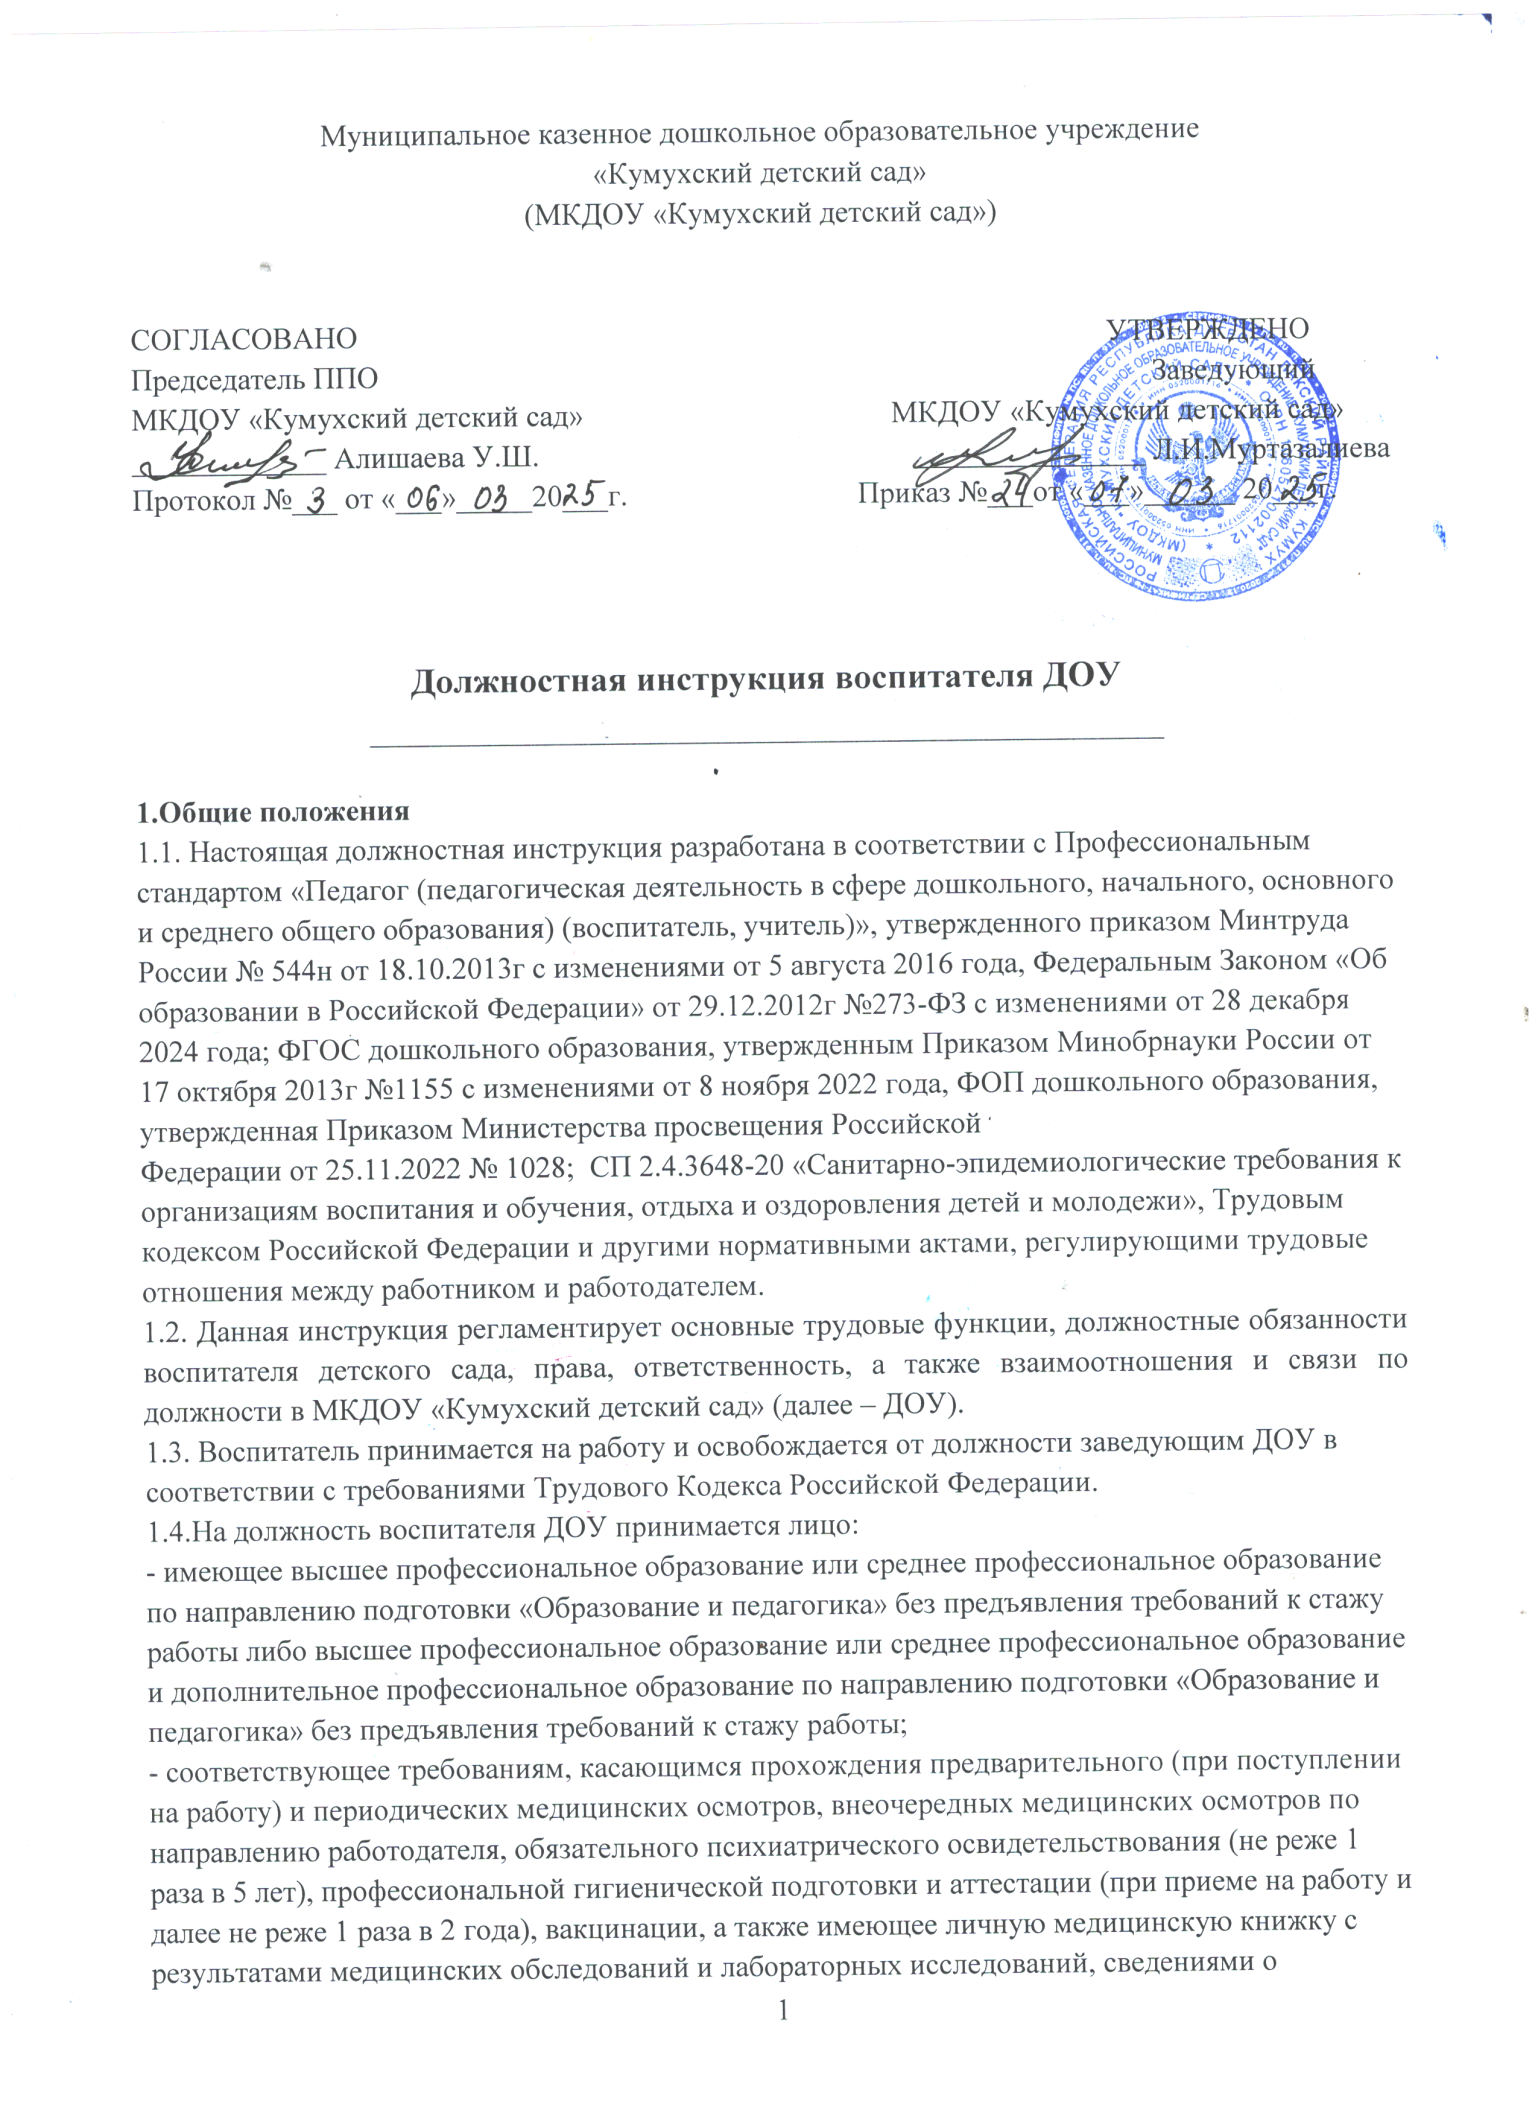 Муниципальное казенное дошкольное образовательное учреждение
«Кумухский детский сад»
(МКДОУ «Кумухский детский сад»)
СОГЛАСОВАНО
Председатель ППО
МКДОУ «Кумухский детский сад»
Алишаева У.Ш.
Протокол № 3 от « 06 » 03 2025 г.
УТВЕРЖДЕНО
Заведующий
МКДОУ «Кумухский детский сад»
Л.И.Муртазалиева
Приказ № 24 от « 07 » 03 2025г.
Должностная инструкция воспитателя ДОУ
1.Общие положения
1.1. Настоящая должностная инструкция разработана в соответствии с Профессиональным
стандартом «Педагог (педагогическая деятельность в сфере дошкольного, начального, основного
и среднего общего образования) (воспитатель, учитель)», утвержденного приказом Минтруда
России № 544н от 18.10.2013г с изменениями от 5 августа 2016 года, Федеральным Законом «Об
образовании в Российской Федерации» от 29.12.2012г №273-ФЗ с изменениями от 28 декабря
2024 года; ФГОС дошкольного образования, утвержденным Приказом Минобрнауки России от
17 октября 2013г №1155 с изменениями от 8 ноября 2022 года, ФОП дошкольного образования,
утвержденная Приказом Министерства просвещения Российской
Федерации от 25.11.2022 № 1028; СП 2.4.3648-20 «Санитарно-эпидемиологические требования к
организациям воспитания и обучения, отдыха и оздоровления детей и молодежи», Трудовым
кодексом Российской Федерации и другими нормативными актами, регулирующими трудовые
отношения между работником и работодателем.
1.2. Данная инструкция регламентирует основные трудовые функции, должностные обязанности
воспитателя детского сада, права, ответственность, а также взаимоотношения и связи по
должности в МКДОУ «Кумухский детский сад» (далее – ДОУ).
1.3. Воспитатель принимается на работу и освобождается от должности заведующим ДОУ в
соответствии с требованиями Трудового Кодекса Российской Федерации.
1.4.На должность воспитателя ДОУ принимается лицо:
- имеющее высшее профессиональное образование или среднее профессиональное образование
по направлению подготовки «Образование и педагогика» без предъявления требований к стажу
работы либо высшее профессиональное образование или среднее профессиональное образование
и дополнительное профессиональное образование по направлению подготовки «Образование и
педагогика» без предъявления требований к стажу работы;
- соответствующее требованиям, касающимся прохождения предварительного (при поступлении
на работу) и периодических медицинских осмотров, внеочередных медицинских осмотров по
направлению работодателя, обязательного психиатрического освидетельствования (не реже 1
раза в 5 лет), профессиональной гигиенической подготовки и аттестации (при приеме на работу и
далее не реже 1 раза в 2 года), вакцинации, а также имеющее личную медицинскую книжку с
результатами медицинских обследований и лабораторных исследований, сведениями о
1